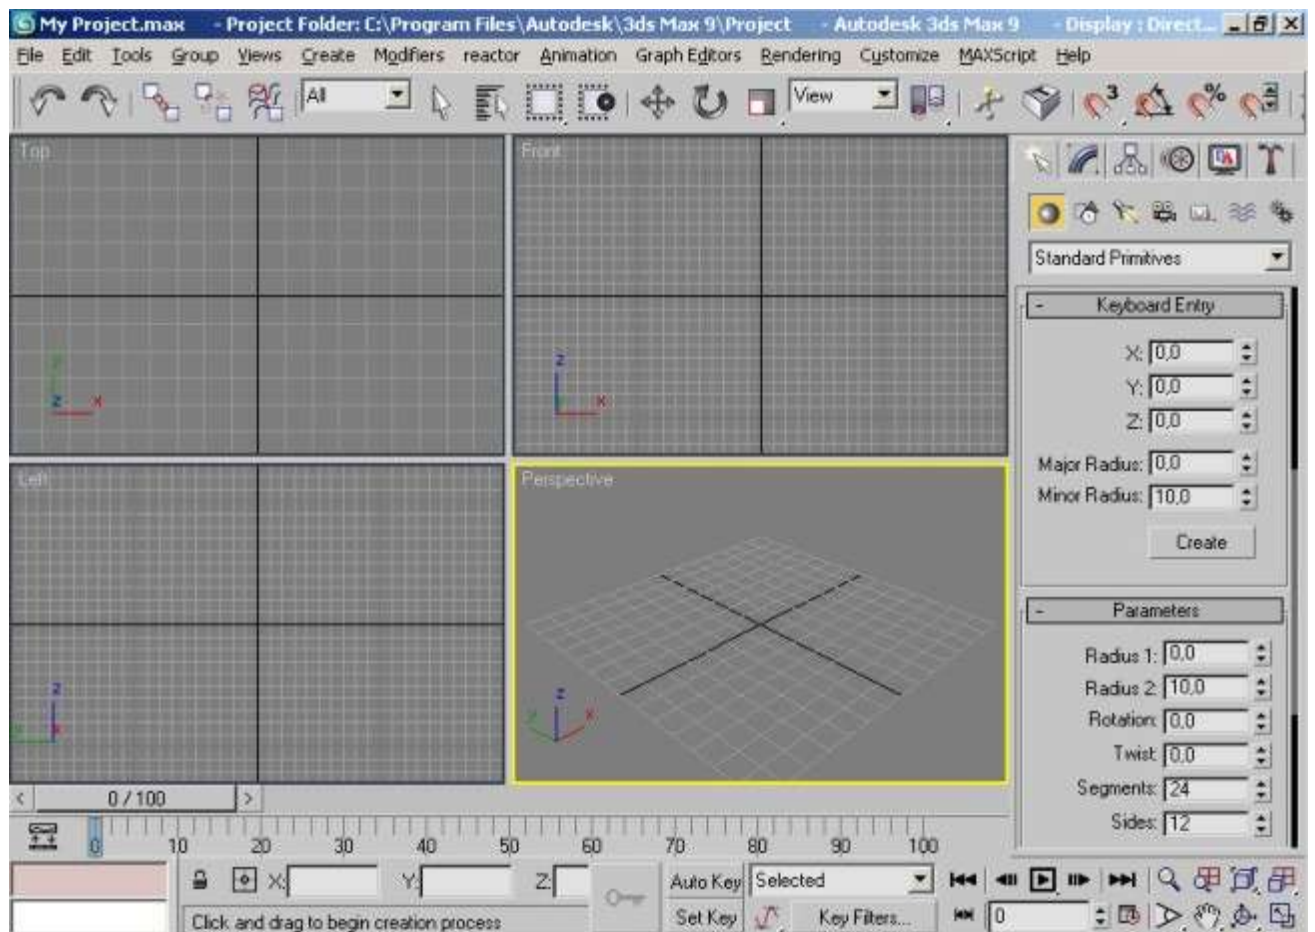 My Project.max - Project Folder: C:\Program Files\Autodesk\3ds Max 9\Project - Autodesk 3ds Max 9 - Display : Direct...
File Edit Tools Group Views Create Modifiers reactor Animation Graph Editors Rendering Customize MAXScript Help
All View 3 %
Top Front
Standard Primitives
- Keyboard Entry
z X: 0,0
y Y: 0,0
z x x Z: 0,0
Left Perspective Major Radius: 0,0
Minor Radius: 10,0
Create
- Parameters
Radius 1: 0,0
z z Radius 2: 10,0
y x y x Rotation: 0,0
Twist: 0,0
< 0 / 100 > Segments: 24
Sides: 12
0 10 20 30 40 50 60 70 80 90 100
X: Y: Z: Auto Key Selected
Click and drag to begin creation process Set Key Key Filters... 0